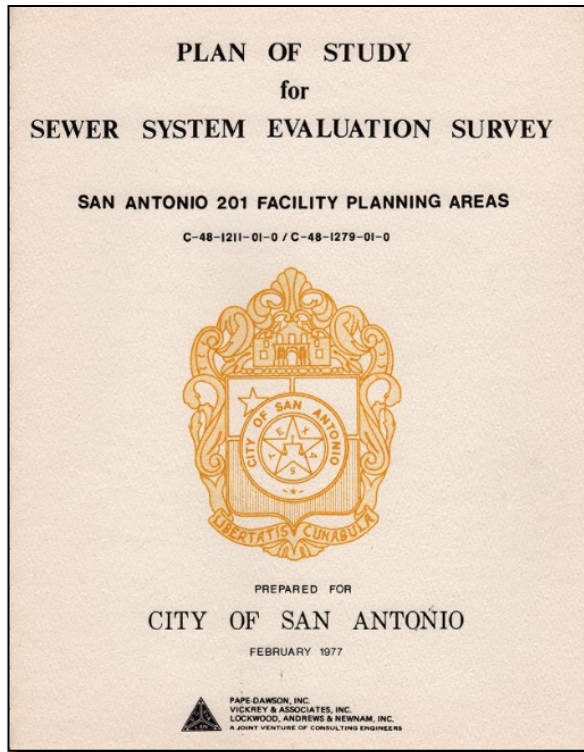 PLAN OF STUDY
for
SEWER SYSTEM EVALUATION SURVEY
SAN ANTONIO 201 FACILITY PLANNING AREAS
C-48-1211-01-0 / C-48-1279-01-0
CITY OF SAN ANTONIO
TEXAS
LIBERTATIS CUNABULA
PREPARED FOR
CITY OF SAN ANTONIO
FEBRUARY 1977
PAPE-DAWSON, INC.
VICKREY & ASSOCIATES, INC.
LOCKWOOD, ANDREWS & NEWNAM, INC.
A JOINT VENTURE OF CONSULTING ENGINEERS